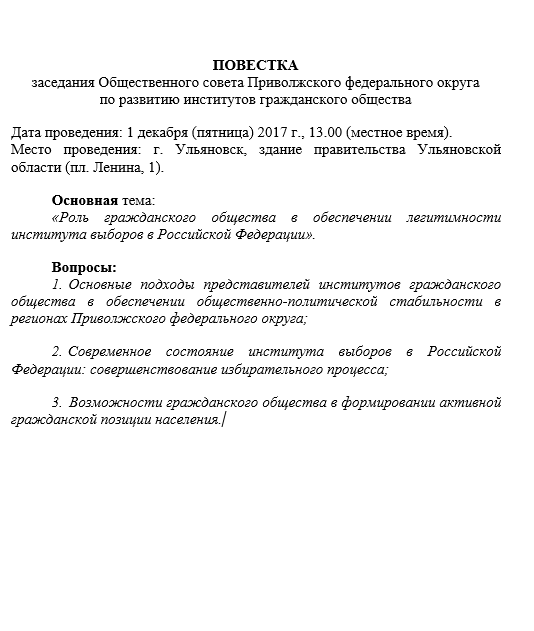 ПОВЕСТКА
заседания Общественного совета Приволжского федерального округа
по развитию институтов гражданского общества
Дата проведения: 1 декабря (пятница) 2017 г., 13.00 (местное время).
Место проведения: г. Ульяновск, здание правительства Ульяновской
области (пл. Ленина, 1).
Основная тема:
«Роль гражданского общества в обеспечении легитимности
института выборов в Российской Федерации».
Вопросы:
1. Основные подходы представителей институтов гражданского
общества в обеспечении общественно-политической стабильности в
регионах Приволжского федерального округа;
2. Современное состояние института выборов в Российской
Федерации: совершенствование избирательного процесса;
3. Возможности гражданского общества в формировании активной
гражданской позиции населения.